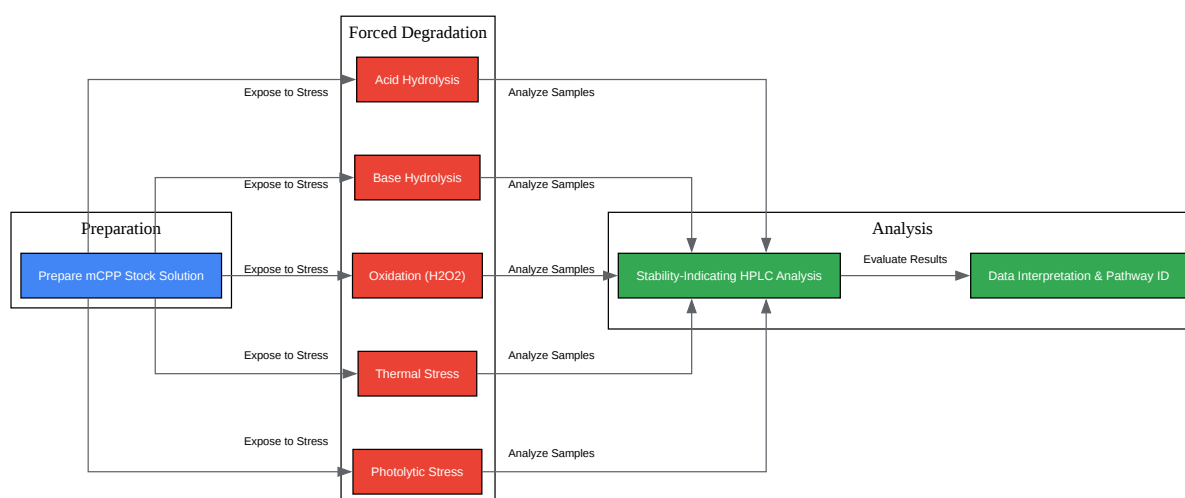 Forced Degradation
Acid Hydrolysis
Expose to Stress
Analyze Samples
Base Hydrolysis
Expose to Stress
Analyze Samples
Preparation
Analysis
Prepare mCPP Stock Solution
Expose to Stress
Oxidation (H2O2)
Analyze Samples
Stability-Indicating HPLC Analysis
Evaluate Results
Data Interpretation & Pathway ID
Expose to Stress
Thermal Stress
Analyze Samples
Expose to Stress
Photolytic Stress
Analyze Samples